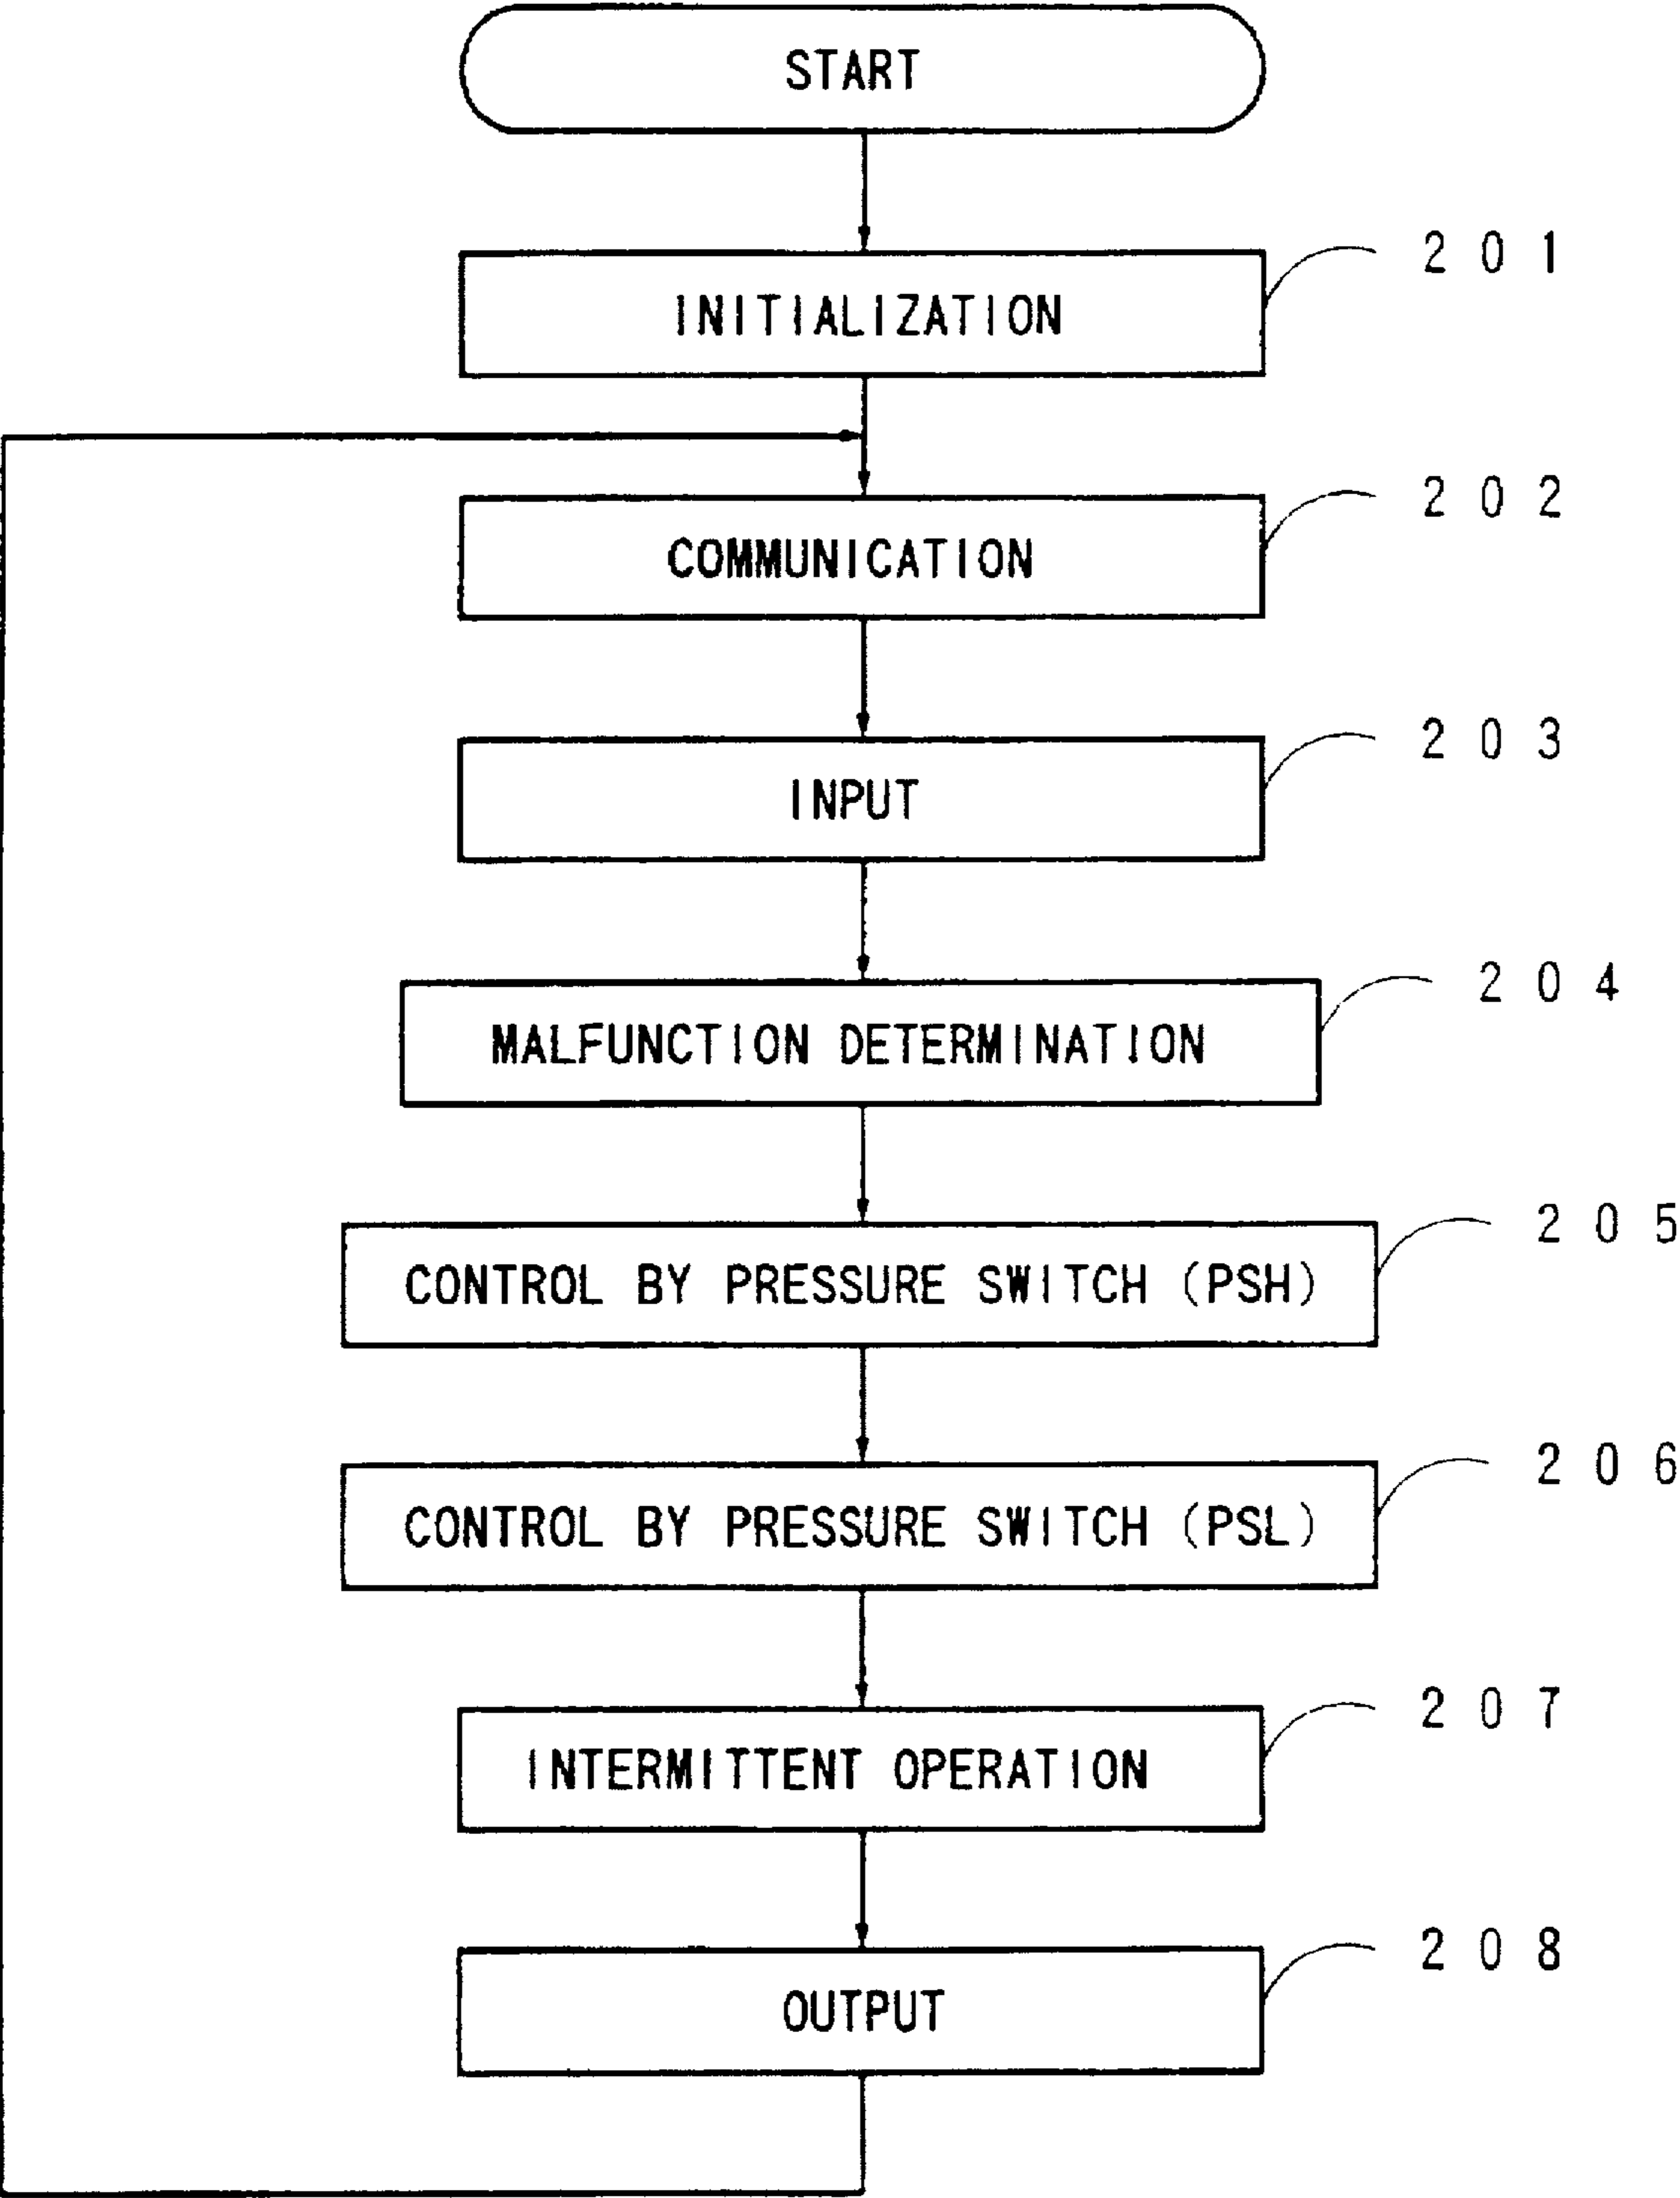 START
201
INITIALIZATION
202
COMMUNICATION
203
INPUT
204
MALFUNCTION DETERMINATION
205
CONTROL BY PRESSURE SWITCH (PSH)
206
CONTROL BY PRESSURE SWITCH (PSL)
207
INTERMITTENT OPERATION
208
OUTPUT